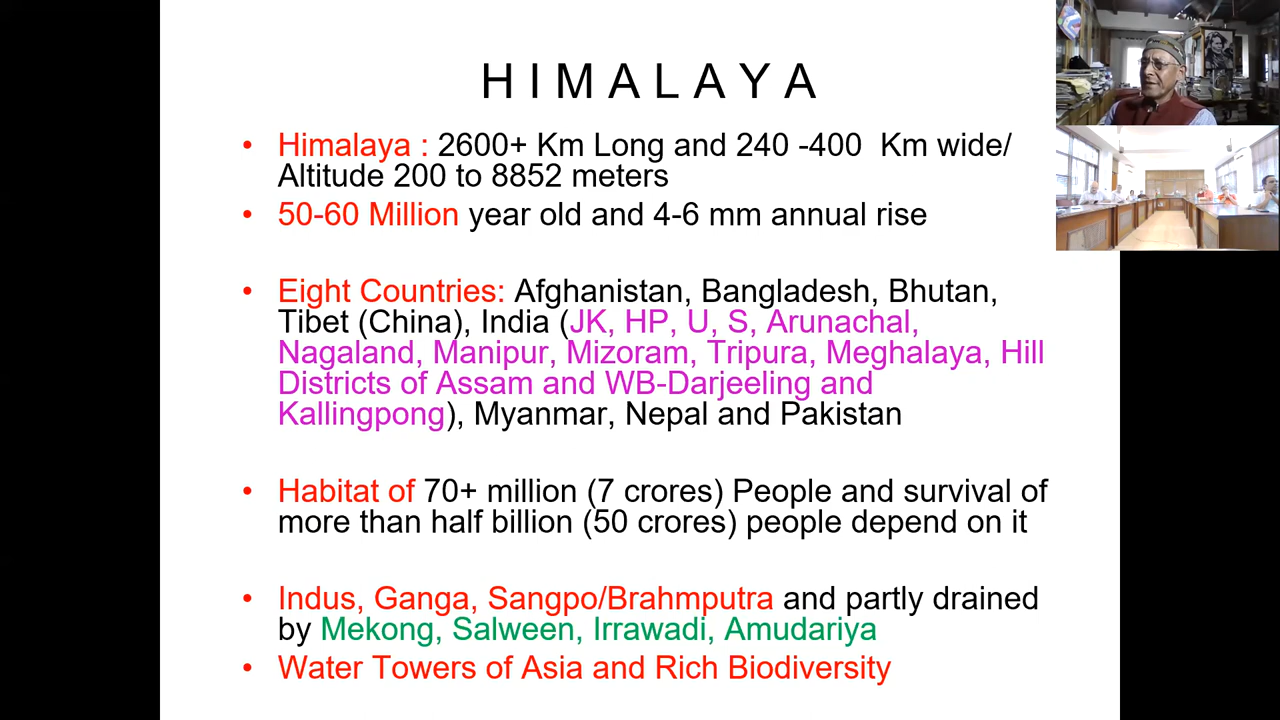 H I M A L A Y A
• Himalaya : 2600+ Km Long and 240 -400 Km wide/
Altitude 200 to 8852 meters
• 50-60 Million year old and 4-6 mm annual rise
• Eight Countries: Afghanistan, Bangladesh, Bhutan,
Tibet (China), India (JK, HP, U, S, Arunachal,
Nagaland, Manipur, Mizoram, Tripura, Meghalaya, Hill
Districts of Assam and WB-Darjeeling and
Kallingpong), Myanmar, Nepal and Pakistan
• Habitat of 70+ million (7 crores) People and survival of
more than half billion (50 crores) people depend on it
• Indus, Ganga, Sangpo/Brahmputra and partly drained
by Mekong, Salween, Irrawadi, Amudariya
• Water Towers of Asia and Rich Biodiversity